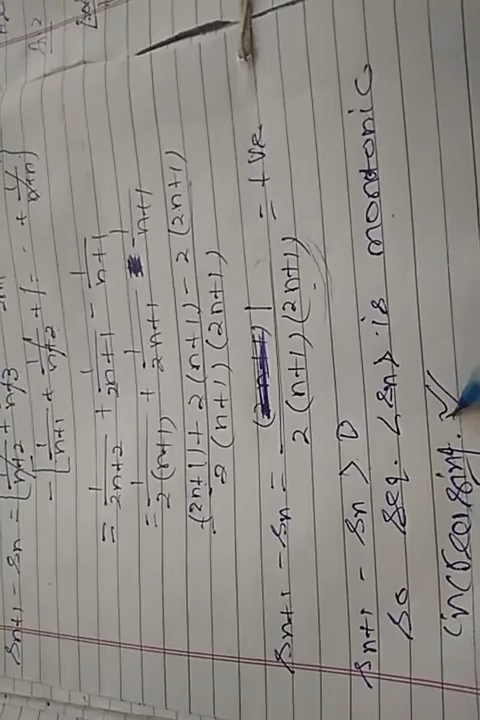 Sn+1 - Sn = [1/n+2 + 1/n+3
- [1/n+1 + 1/n+2 + 1 - - + 1/n+n]
= 1/2n+2 + 1/2n+1 - 1/n+1
= 1/2(n+1) + 1/2n+1 - 1/n+1
= (2n+1) + 2(n+1) - 2(2n+1) / 2(n+1)(2n+1)
Sn+1 - Sn = 1 / 2(n+1)(2n+1) = +ve
Sn+1 - Sn > 0
So seq. <Sn> is monotonic
increasing.